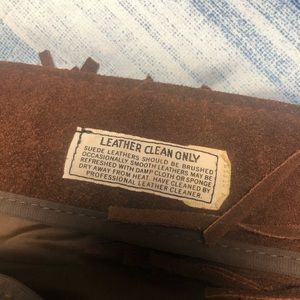 LEATHER CLEAN ONLY
SUEDE LEATHERS SHOULD BE BRUSHED
OCCASIONALLY SMOOTH LEATHERS MAY BE
REFRESHED WITH DAMP CLOTH OR SPONGE
DRY AWAY FROM HEAT. HAVE CLEANED BY
PROFESSIONAL LEATHER CLEANER.